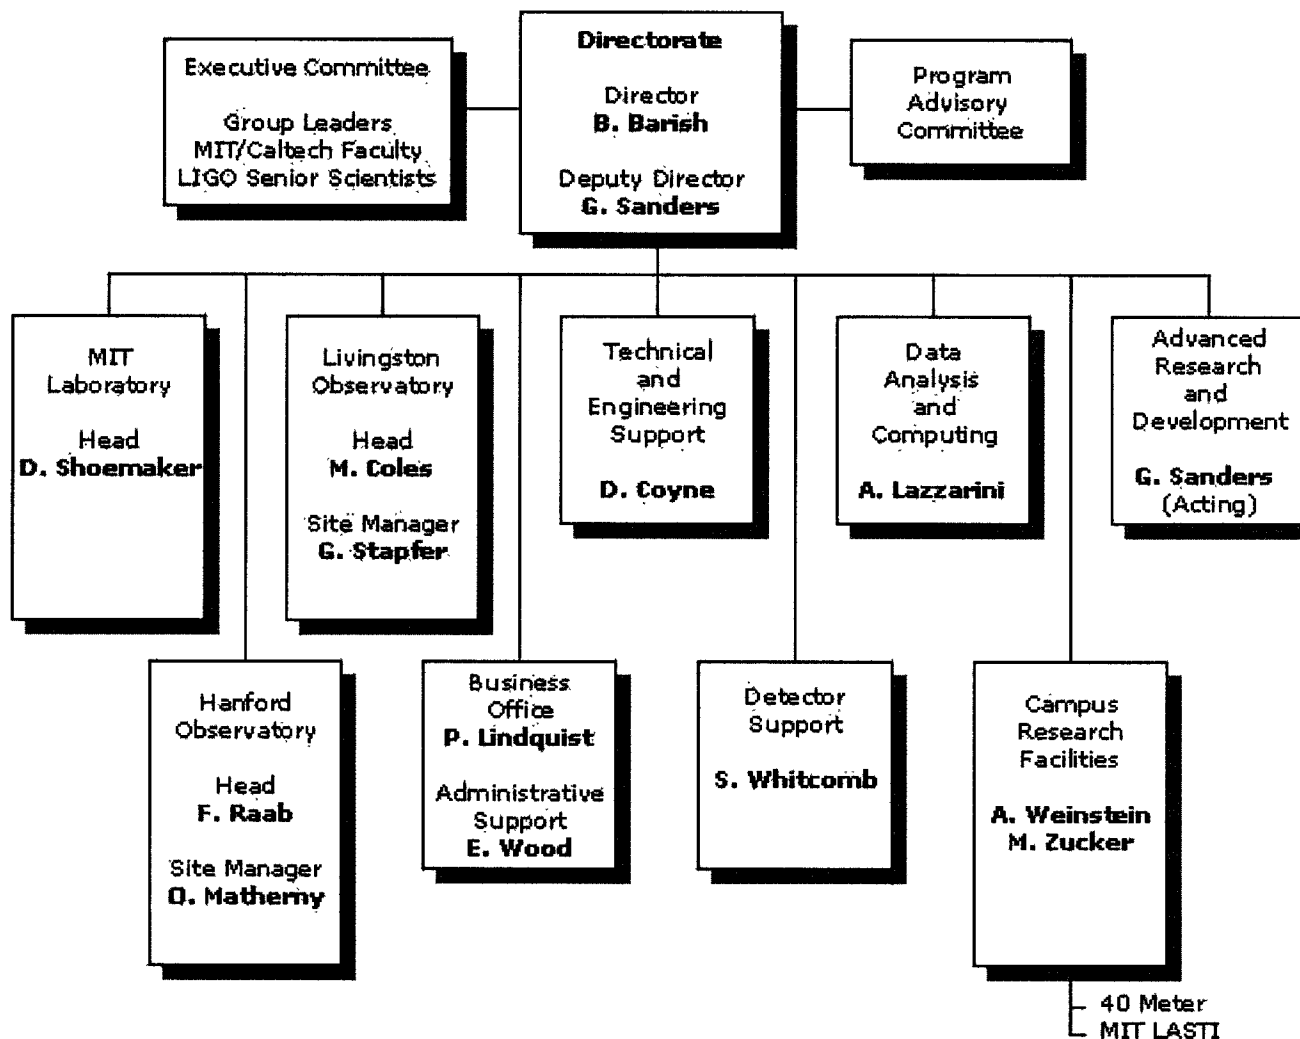 Directorate
Director
B. Barish
Deputy Director
G. Sanders
Executive Committee
Group Leaders
MIT/Caltech Faculty
LIGO Senior Scientists
Program
Advisory
Committee
MIT
Laboratory
Head
D. Shoemaker
Livingston
Observatory
Head
M. Coles
Site Manager
G. Stapfer
Technical
and
Engineering
Support
D. Coyne
Data
Analysis
and
Computing
A. Lazzarini
Advanced
Research
and
Development
G. Sanders
(Acting)
Hanford
Observatory
Head
F. Raab
Site Manager
O. Matherny
Business
Office
P. Lindquist
Administrative
Support
E. Wood
Detector
Support
S. Whitcomb
Campus
Research
Facilities
A. Weinstein
M. Zucker
40 Meter
MIT LASTI